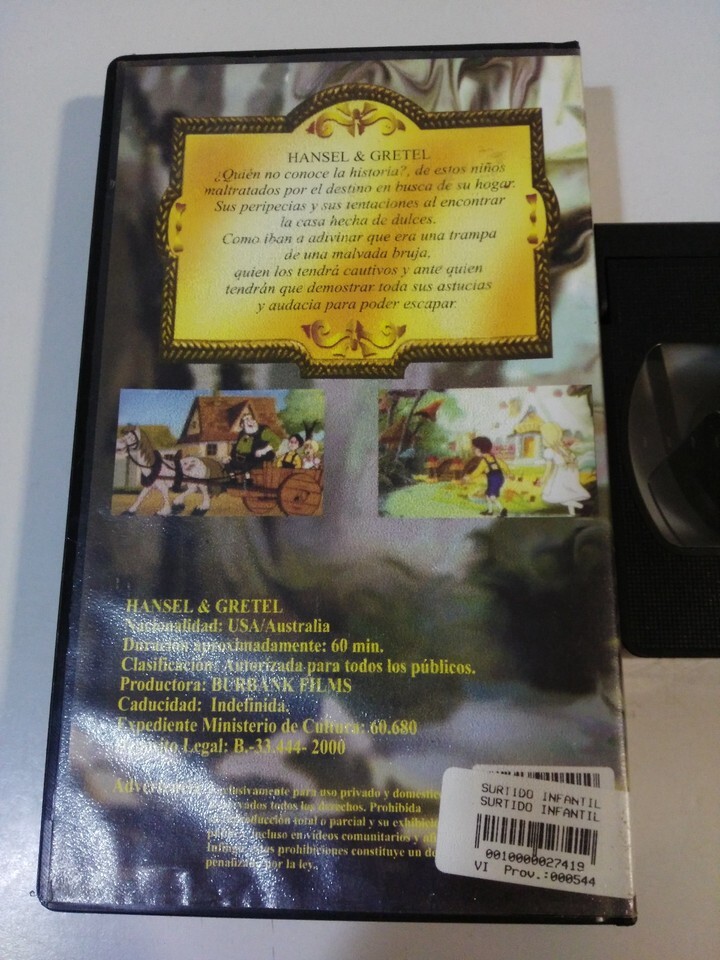 HANSEL & GRETEL
¿Quién no conoce la historia?, de estos niños
maltratados por el destino en busca de su hogar.
Sus peripecias y sus tentaciones al encontrar
la casa hecha de dulces.
Como iban a adivinar que era una trampa
de una malvada bruja,
quien los tendrá cautivos y ante quien
tendrán que demostrar toda sus astucias
y audacia para poder escapar.
HANSEL & GRETEL
Nacionalidad: USA/Australia
Duración aproximadamente: 60 min.
Clasificación: Autorizada para todos los públicos.
Productora: BURBANK FILMS
Caducidad: Indefinida.
Expediente Ministerio de Cultura: 60.680
Depósito Legal: B.-33.444- 2000
para uso privado y doméstico
todos los derechos. Prohibida
total o parcial y su
incluso en vídeos comunitarios y
prohibiciones constituye un
por la ley.
SURTIDO INFANTIL
SURTIDO INFANTIL
0010000027419
VI Prov.:000544